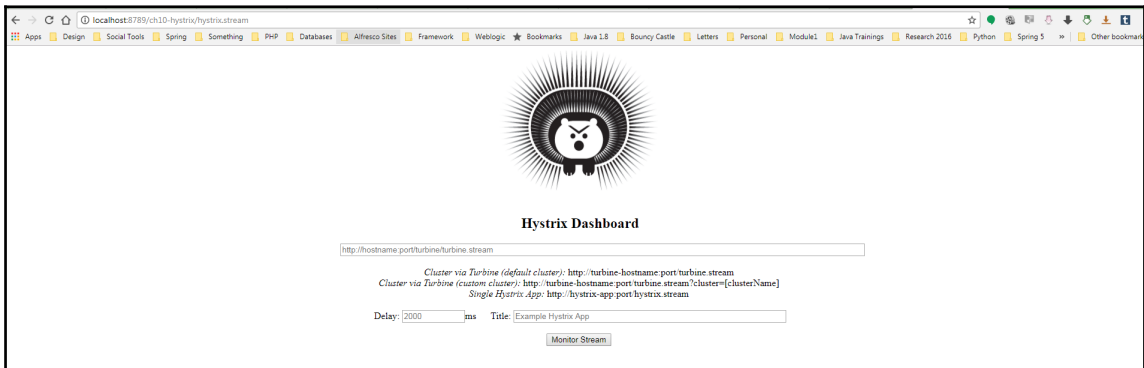 localhost:8789/ch10-hystrix/hystrix.stream
Apps Design Social Tools Spring Something PHP Databases Alfresco Sites Framework Weblogic Bookmarks Java 1.8 Bouncy Castle Letters Personal Module1 Java Trainings Research 2016 Python Spring 5 » Other bookmark
Hystrix Dashboard
http://hostname:port/turbine/turbine.stream
Cluster via Turbine (default cluster): http://turbine-hostname:port/turbine.stream
Cluster via Turbine (custom cluster): http://turbine-hostname:port/turbine.stream?cluster=[clusterName]
Single Hystrix App: http://hystrix-app:port/hystrix.stream
Delay: 2000 ms Title: Example Hystrix App
Monitor Stream